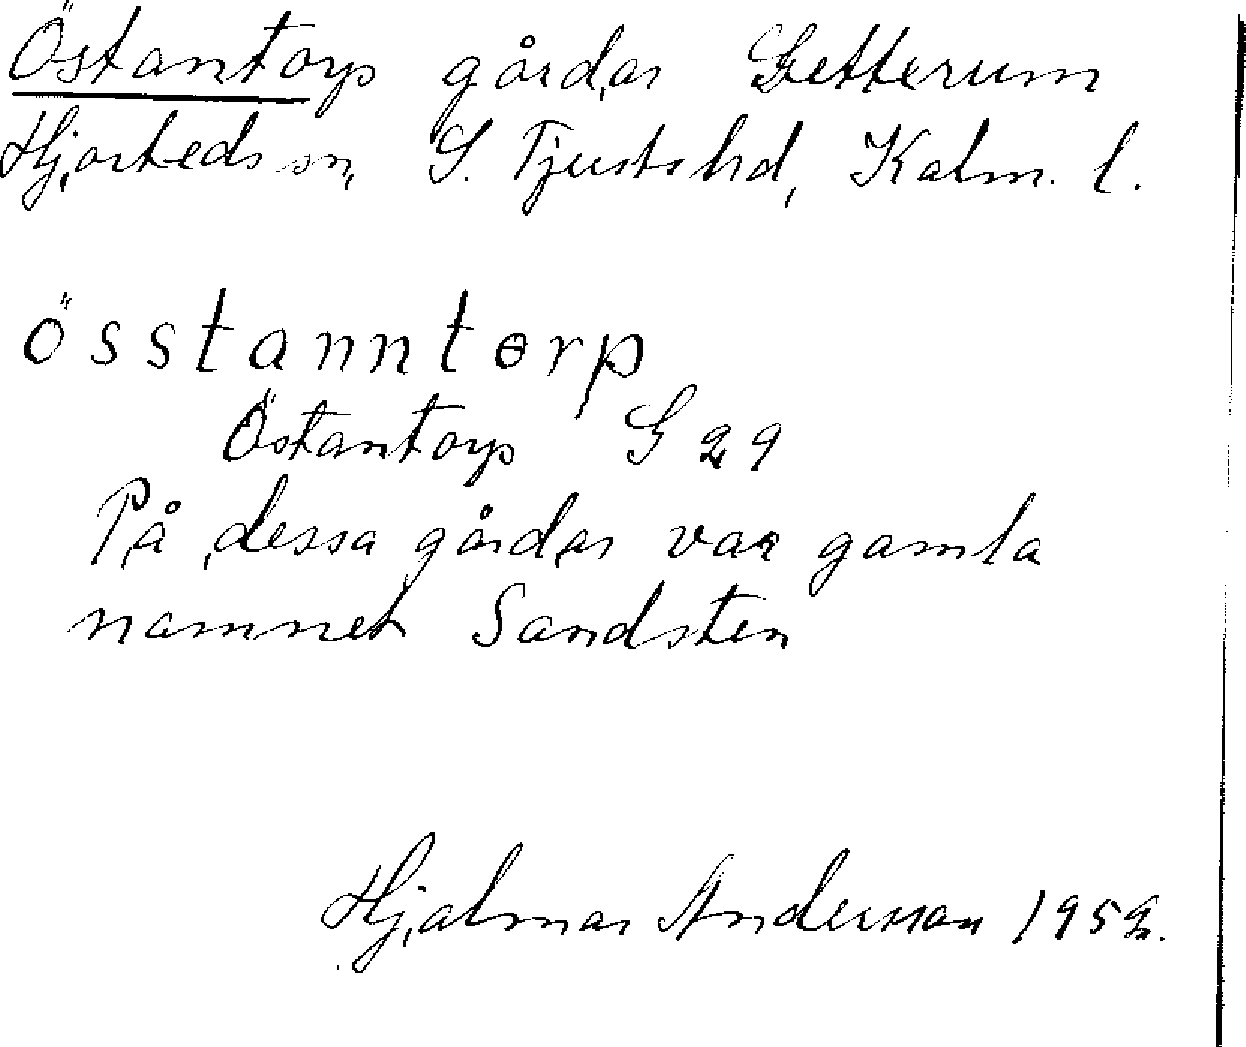 Östantorp gårdar Getterum
Hjorteds sn, S. Tjusts hd, Kalm. l.
össtanntorp
Östantorp G 29
På dessa gårdar var gamla
namnet Sandsten
Hjalmar Andersson 1952.